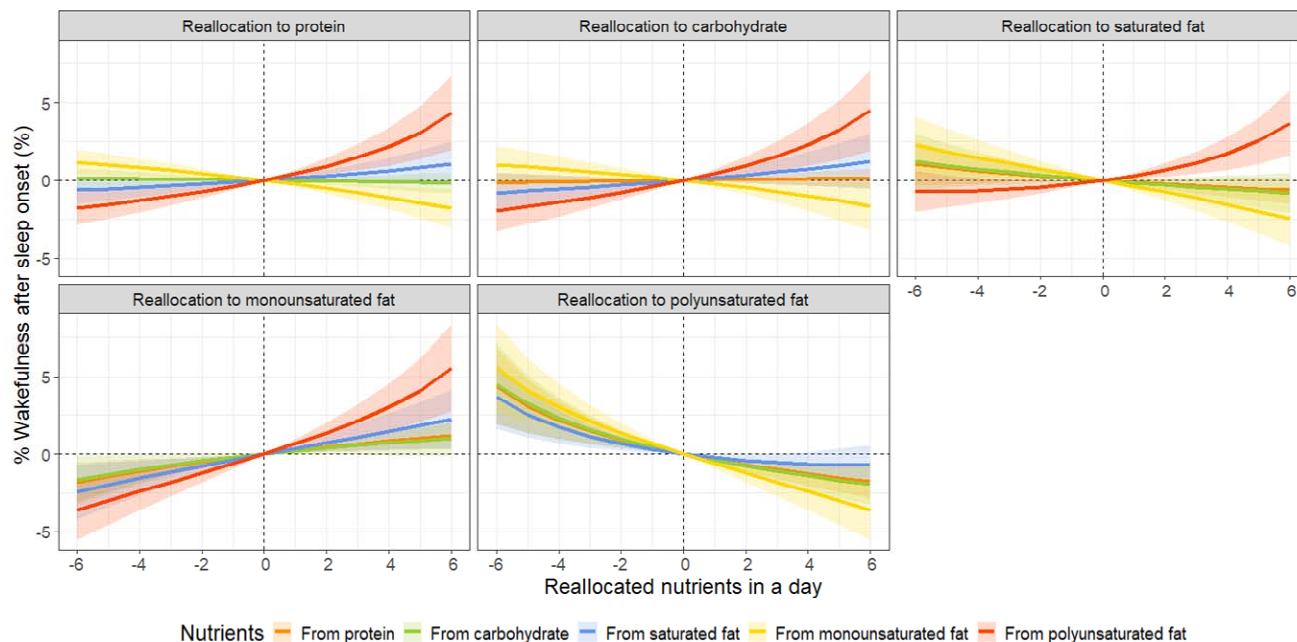 Reallocation to protein
Reallocation to carbohydrate
Reallocation to saturated fat
5
0
-5
-6 -4 -2 0 2 4 6
Reallocation to monounsaturated fat
Reallocation to polyunsaturated fat
5
0
-5
-6 -4 -2 0 2 4 6
-6 -4 -2 0 2 4 6
% Wakefulness after sleep onset (%)
Reallocated nutrients in a day
Nutrients From protein From carbohydrate From saturated fat From monounsaturated fat From polyunsaturated fat